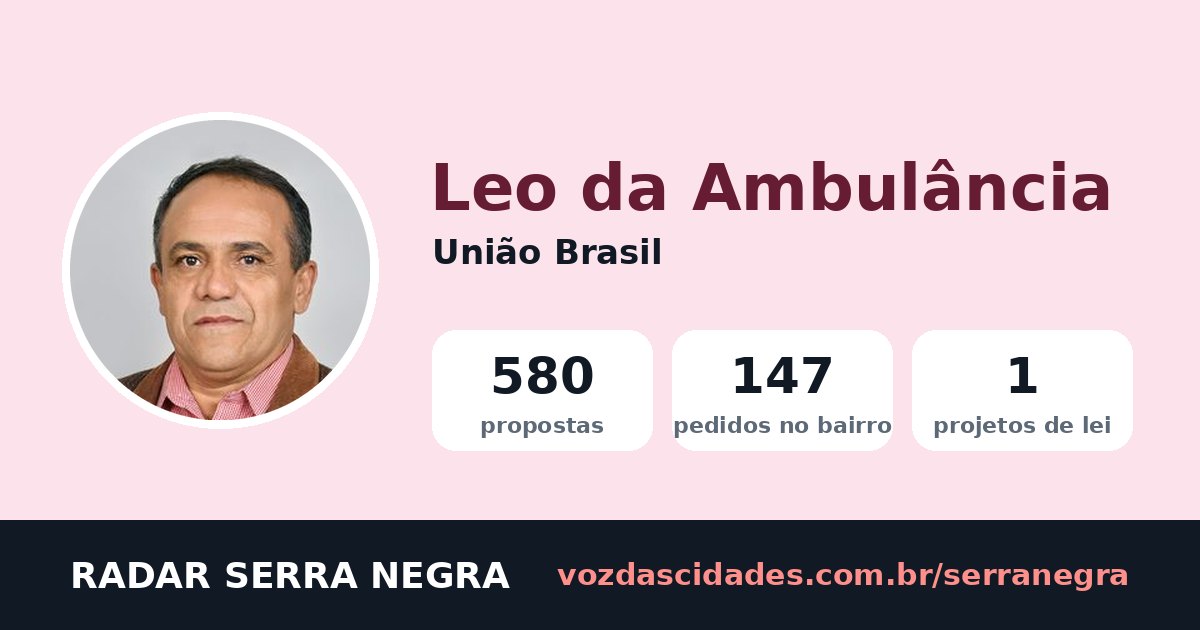 Leo da Ambulância
União Brasil
580
propostas
147
pedidos no bairro
1
projetos de lei
RADAR SERRA NEGRA
vozdascidades.com.br/serranegra